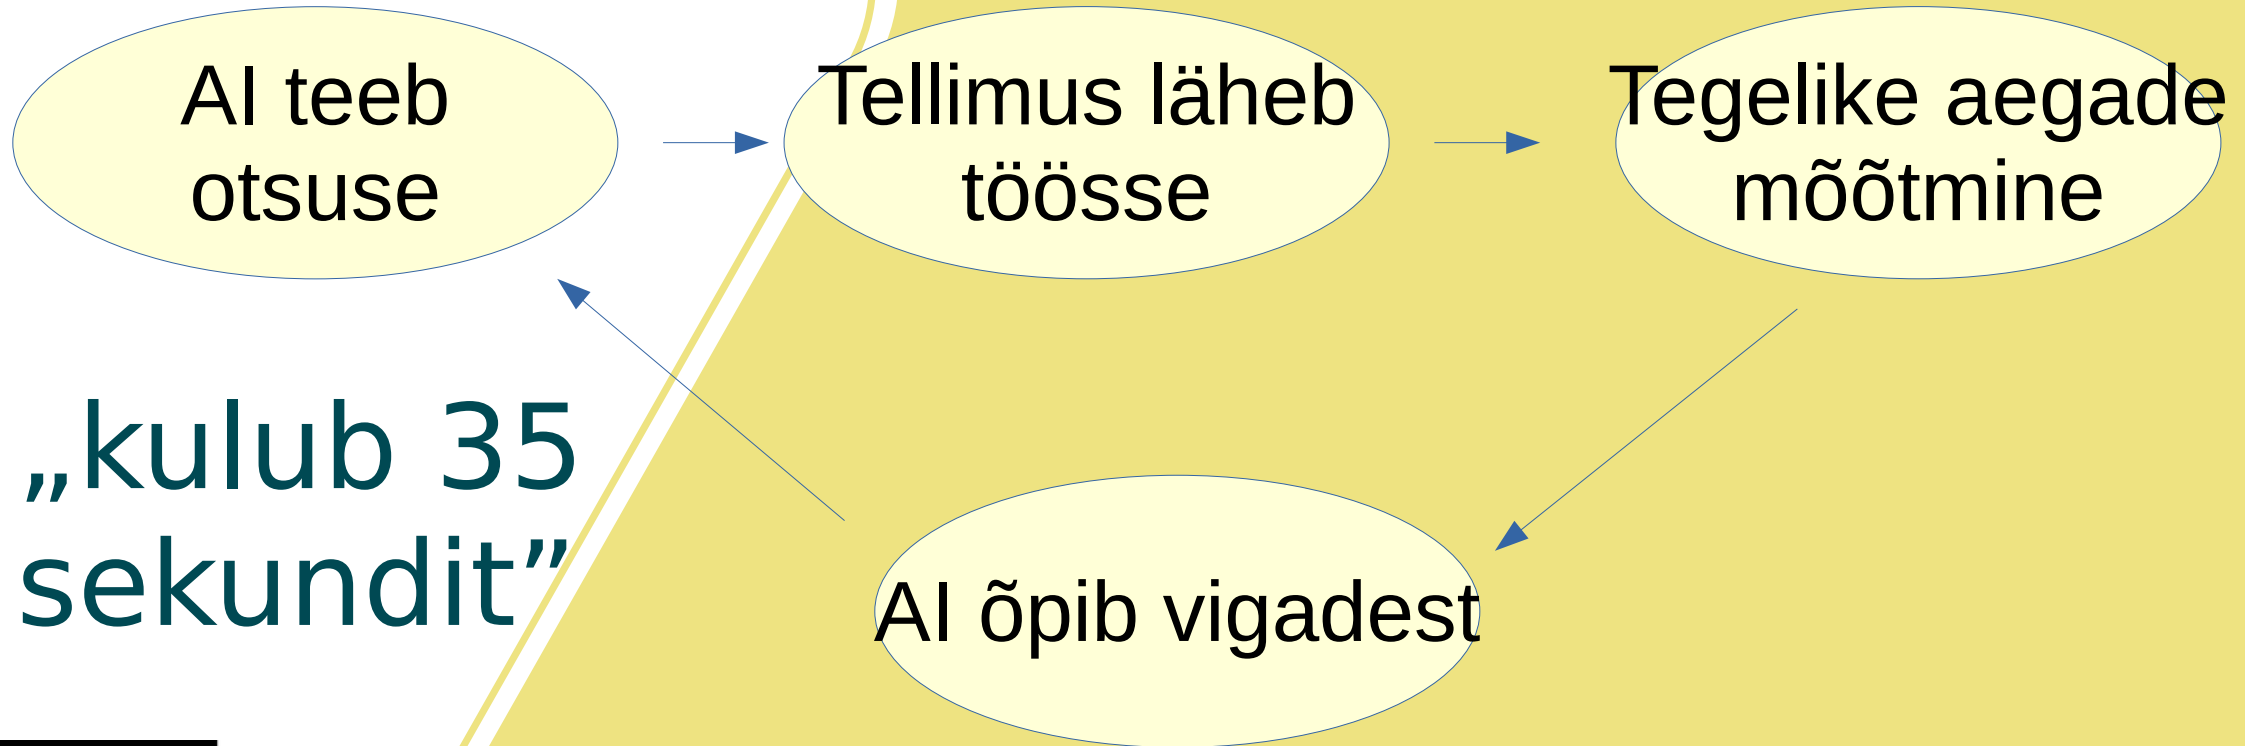 AI teeb
otsuse
Tellimus läheb
töösse
Tegelike aegade
mõõtmine
„kulub 35
sekundit”
AI õpib vigadest